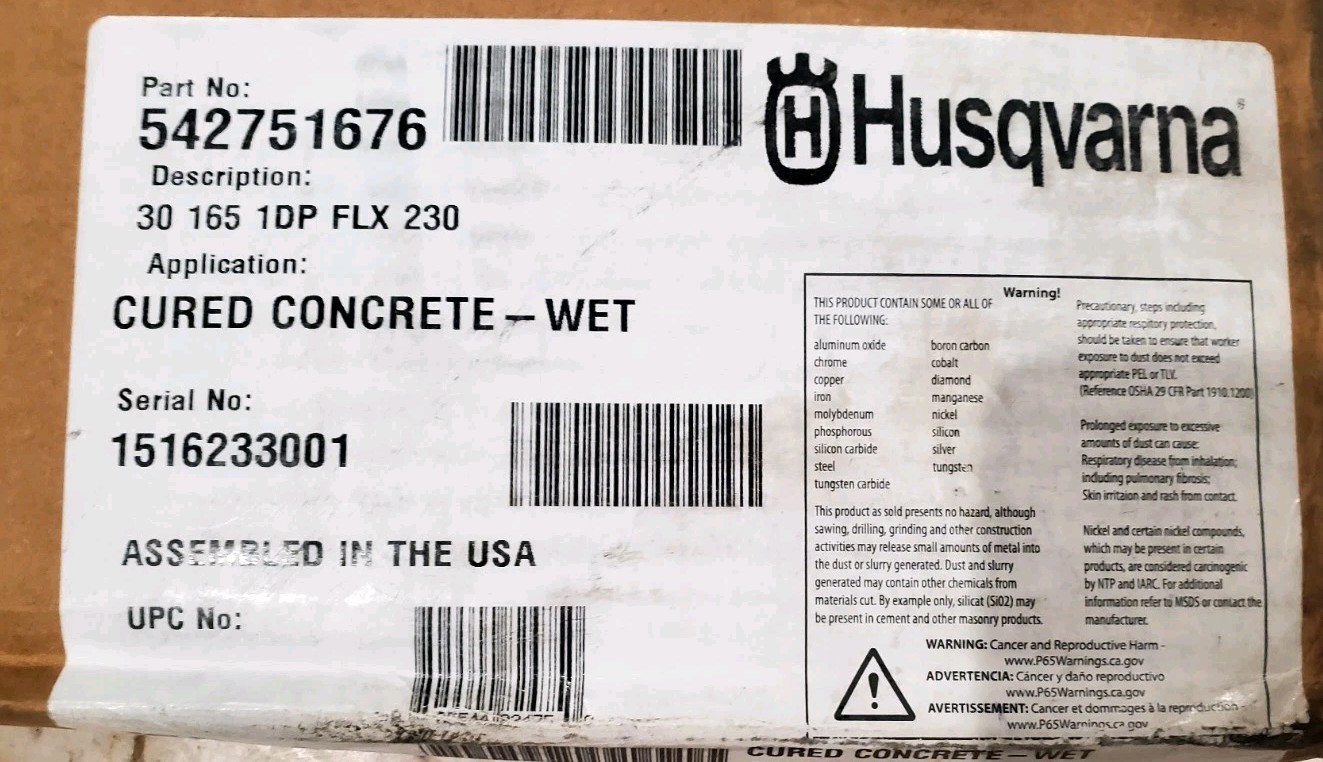 Part No:
542751676
Description:
30 165 1DP FLX 230
Application:
CURED CONCRETE – WET
Serial No:
1516233001
ASSEMBLED IN THE USA
UPC No:
Husqvarna®
Warning!
THIS PRODUCT CONTAIN SOME OR ALL OF
THE FOLLOWING:
aluminum oxide
chrome
copper
iron
molybdenum
phosphorous
silicon carbide
steel
tungsten carbide
boron carbon
cobalt
diamond
manganese
nickel
silicon
silver
tungsten
This product as sold presents no hazard, although
sawing, drilling, grinding and other construction
activities may release small amounts of metal into
the dust or slurry generated. Dust and slurry
generated may contain other chemicals from
materials cut. By example only, silicat (SiO2) may
be present in cement and other masonry products.
Precautionary, steps including
appropriate respitory protection,
should be taken to ensure that worker
exposure to dust does not exceed
appropriate PEL or TLV.
(Reference OSHA 29 CFR Part 1910.1200)
Prolonged exposure to excessive
amounts of dust can cause:
Respiratory disease from inhalation;
including pulmonary fibrosis;
Skin irritaion and rash from contact.
Nickel and certain nickel compounds,
which may be present in certain
products, are considered carcinogenic
by NTP and IARC. For additional
information refer to MSDS or contact the
manufacturer.
WARNING: Cancer and Reproductive Harm -
www.P65Warnings.ca.gov
ADVERTENCIA: Cáncer y daño reproductivo
www.P65Warnings.ca.gov
AVERTISSEMENT: Cancer et dommages à la reproduction -
www.P65Warnings.ca.gov
CURED CONCRETE – WET